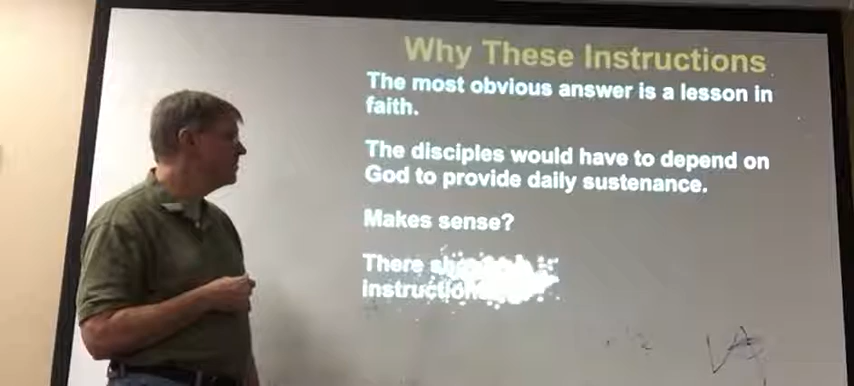 Why These Instructions
The most obvious answer is a lesson in
faith.
The disciples would have to depend on
God to provide daily sustenance.
Makes sense?
There